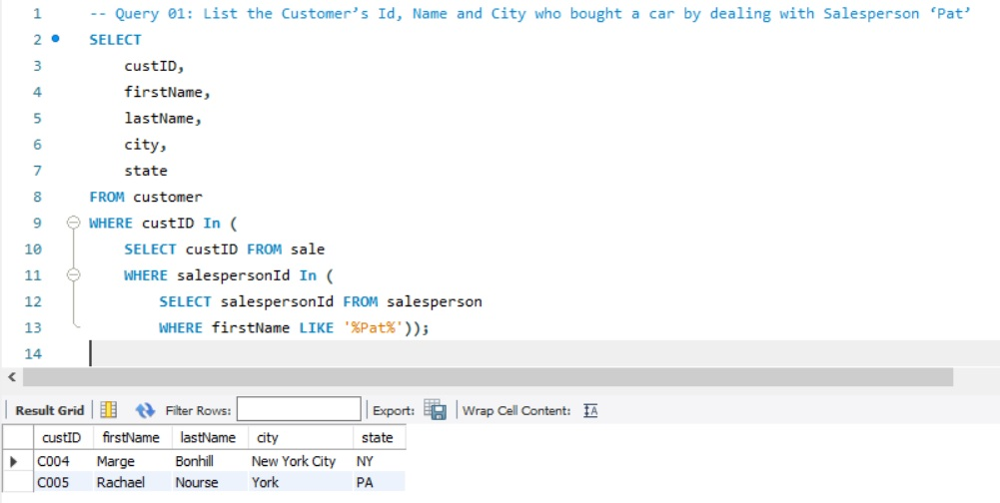 1 -- Query 01: List the Customer’s Id, Name and City who bought a car by dealing with Salesperson ‘Pat’
2 SELECT
3 custID,
4 firstName,
5 lastName,
6 city,
7 state
8 FROM customer
9 WHERE custID In (
10 SELECT custID FROM sale
11 WHERE salespersonId In (
12 SELECT salespersonId FROM salesperson
13 WHERE firstName LIKE '%Pat%'));
14
Result Grid Filter Rows: Export: Wrap Cell Content: IA
custID firstName lastName city state
C004 Marge Bonhill New York City NY
C005 Rachael Nourse York PA